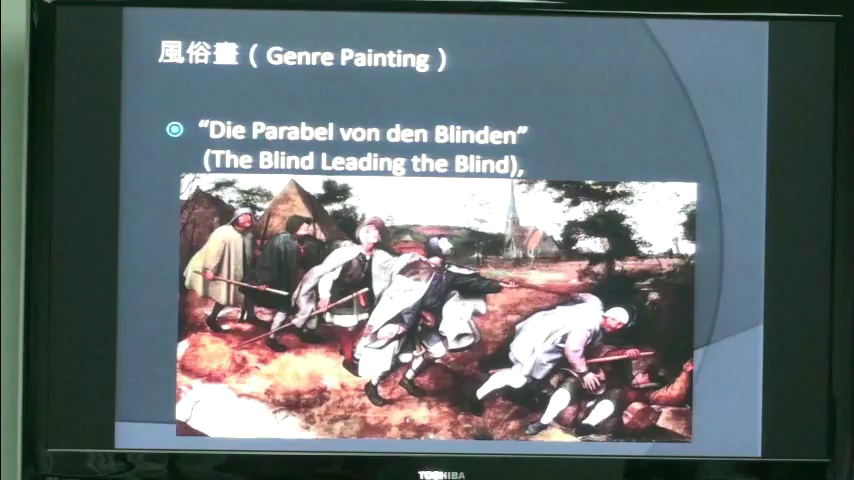 風俗畫 ( Genre Painting )
“Die Parabel von den Blinden”
(The Blind Leading the Blind),
TOSHIBA